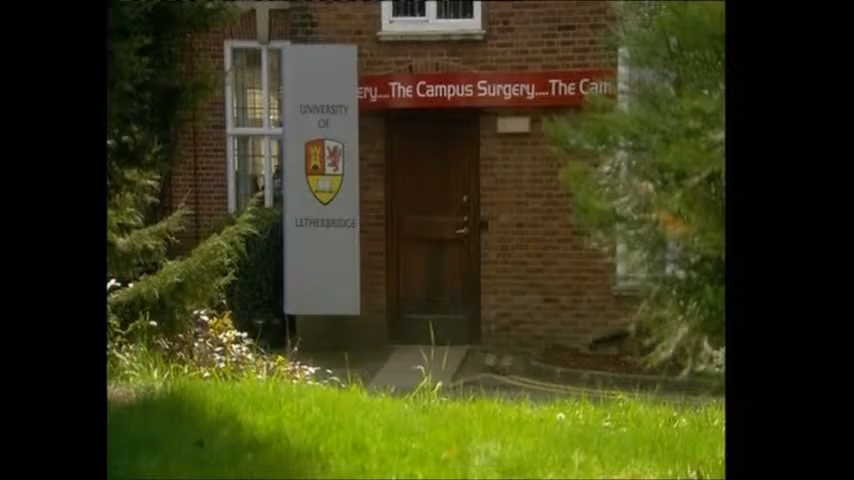 ery....The Campus Surgery....The Cam
UNIVERSITY
OF
LETHERBRIDGE